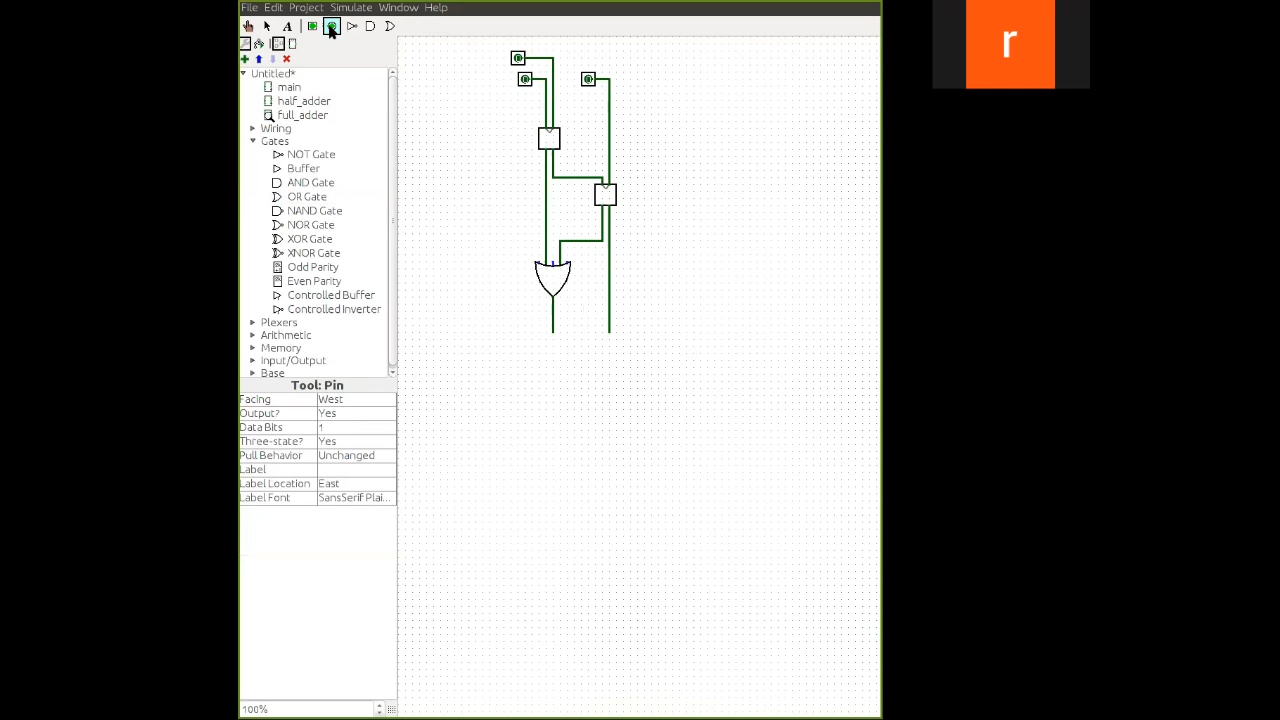 File Edit Project Simulate Window Help
A
Untitled*
main
half_adder
full_adder
Wiring
Gates
NOT Gate
Buffer
AND Gate
OR Gate
NAND Gate
NOR Gate
XOR Gate
XNOR Gate
Odd Parity
Even Parity
Controlled Buffer
Controlled Inverter
Plexers
Arithmetic
Memory
Input/Output
Base
Tool: Pin
Facing West
Output? Yes
Data Bits 1
Three-state? Yes
Pull Behavior Unchanged
Label
Label Location East
Label Font SansSerif Plai...
100%
r